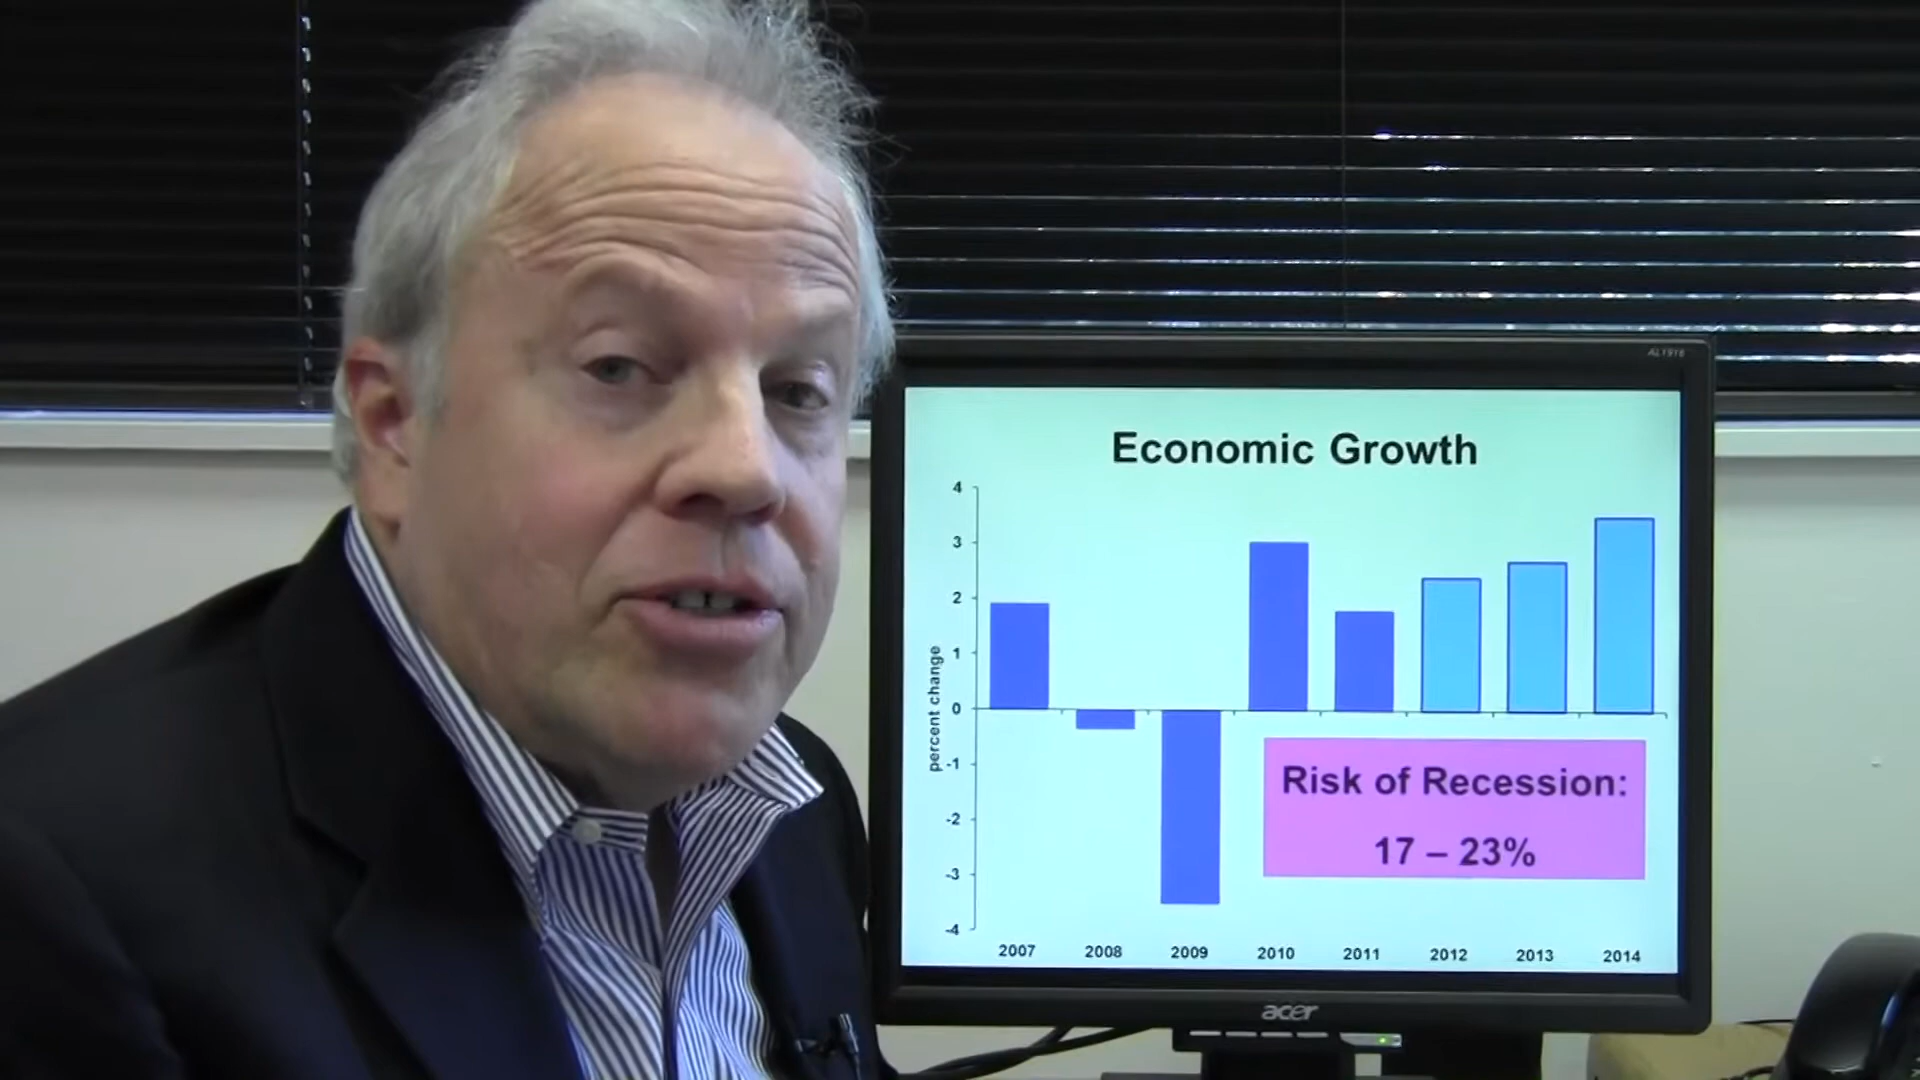 AL1916
Economic Growth
4
3
2
1
0
-1
-2
-3
-4
percent change
Risk of Recession:
17 – 23%
2007 2008 2009 2010 2011 2012 2013 2014
acer